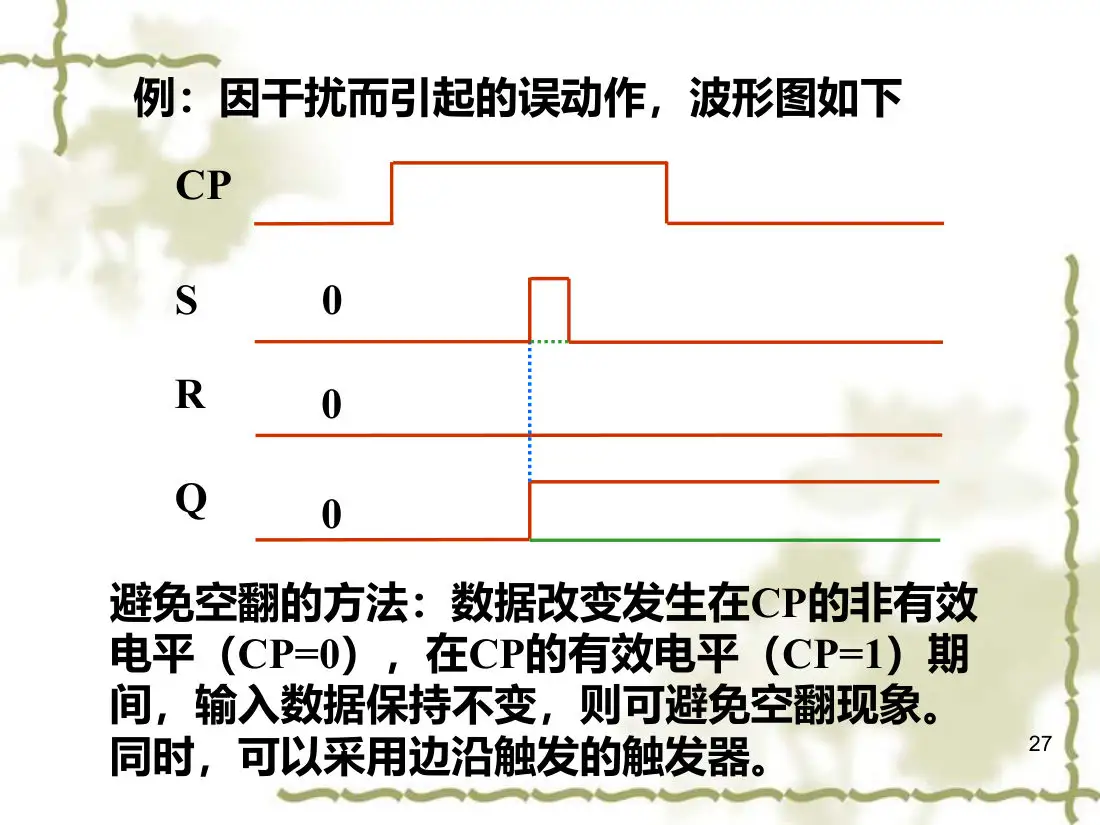 例：因干扰而引起的误动作，波形图如下
CP
S 0
R 0
Q 0
避免空翻的方法：数据改变发生在CP的非有效
电平（CP=0），在CP的有效电平（CP=1）期
间，输入数据保持不变，则可避免空翻现象。
同时，可以采用边沿触发的触发器。
27